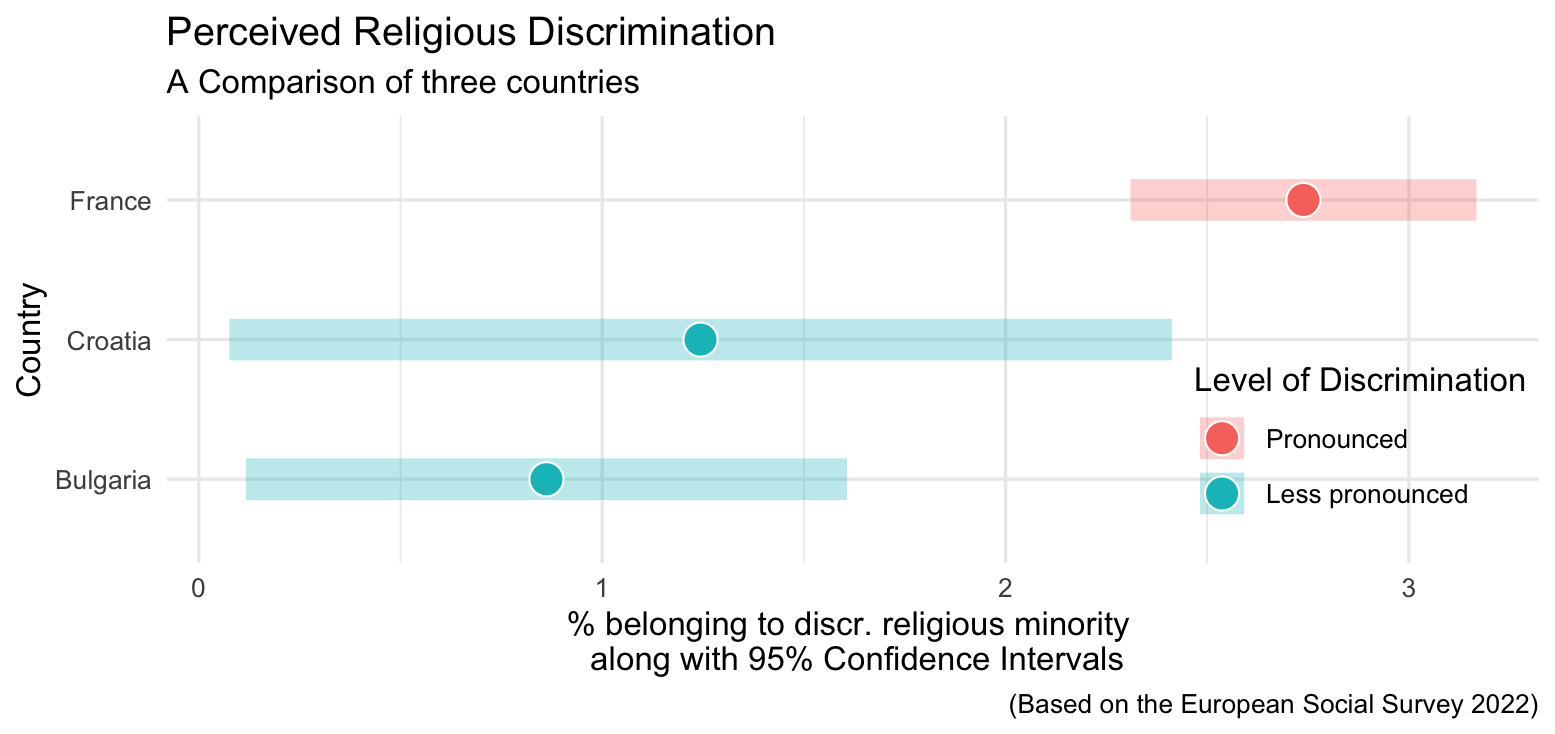 Perceived Religious Discrimination
A Comparison of three countries
France
Croatia
Bulgaria
Country
Level of Discrimination
Pronounced
Less pronounced
0
1
2
3
% belonging to discr. religious minority
along with 95% Confidence Intervals
(Based on the European Social Survey 2022)